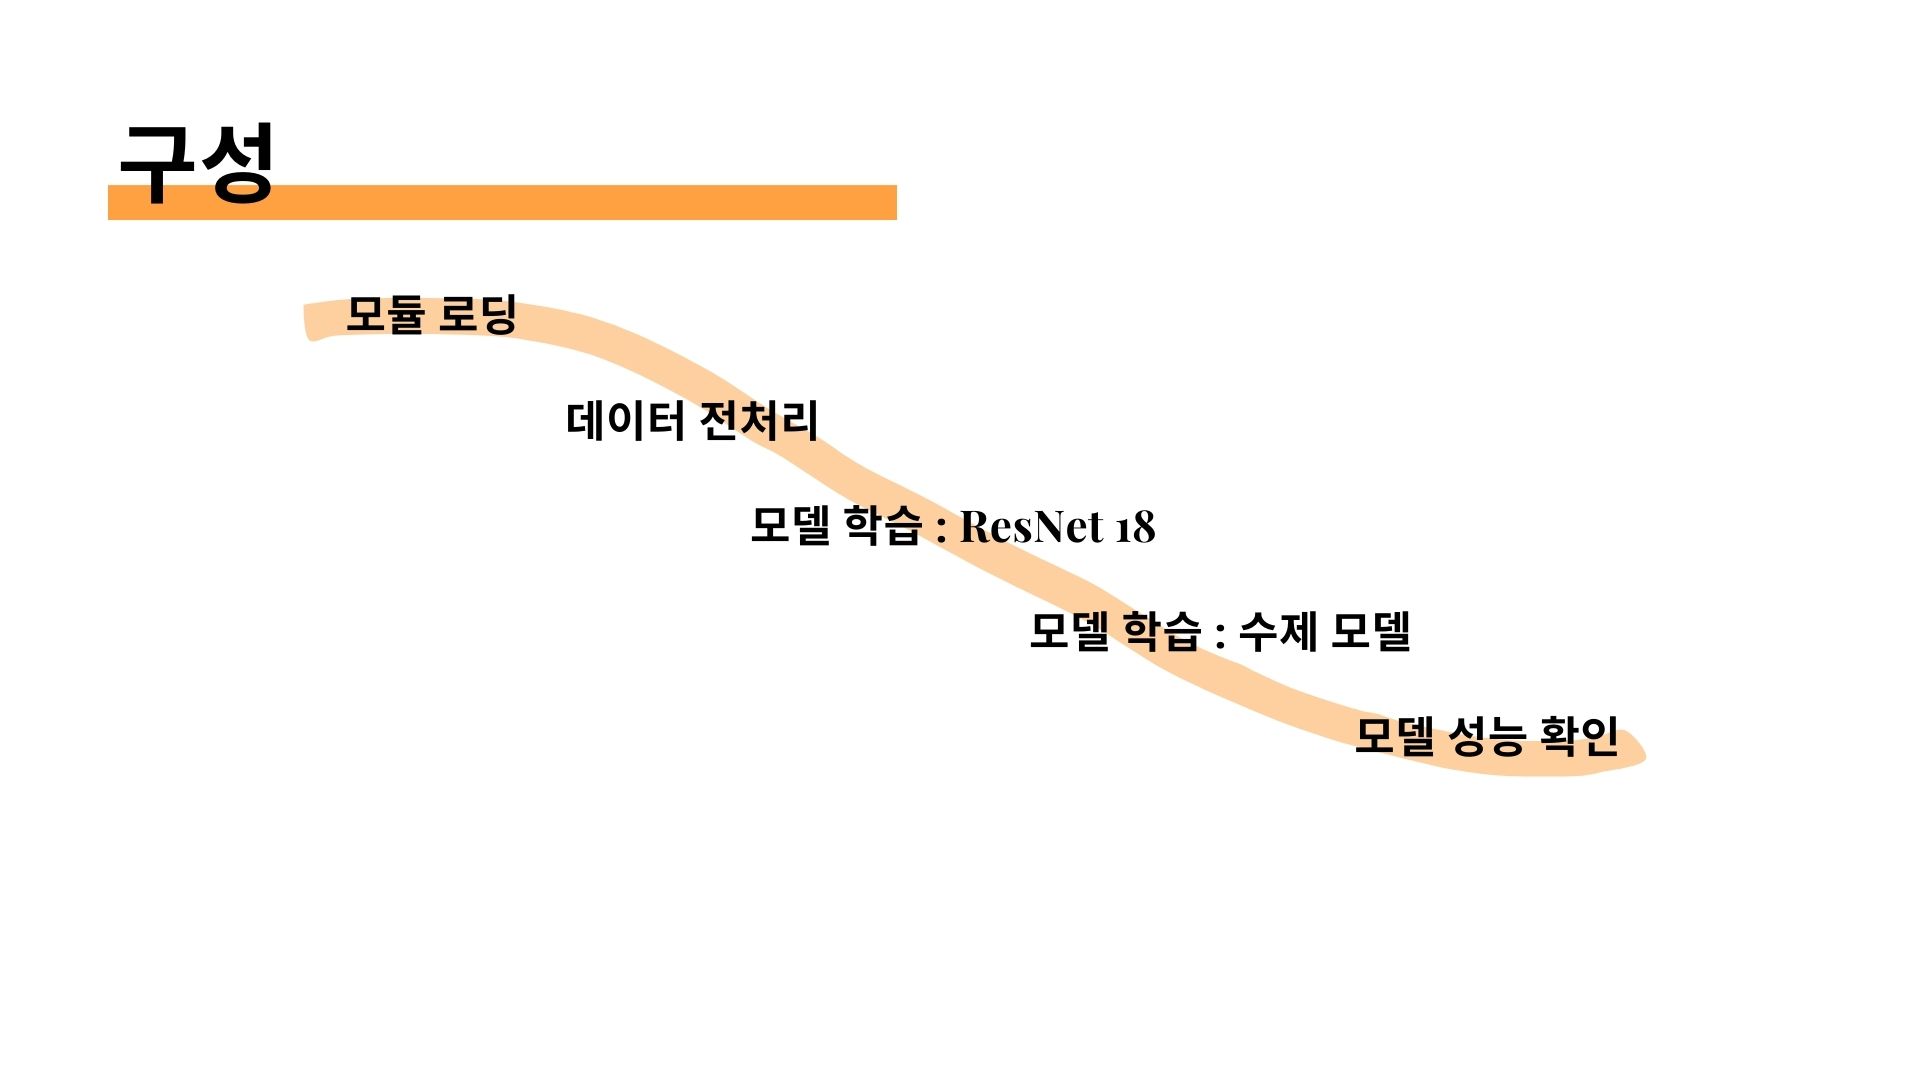 구성
모듈 로딩
데이터 전처리
모델 학습 : ResNet 18
모델 학습 : 수제 모델
모델 성능 확인